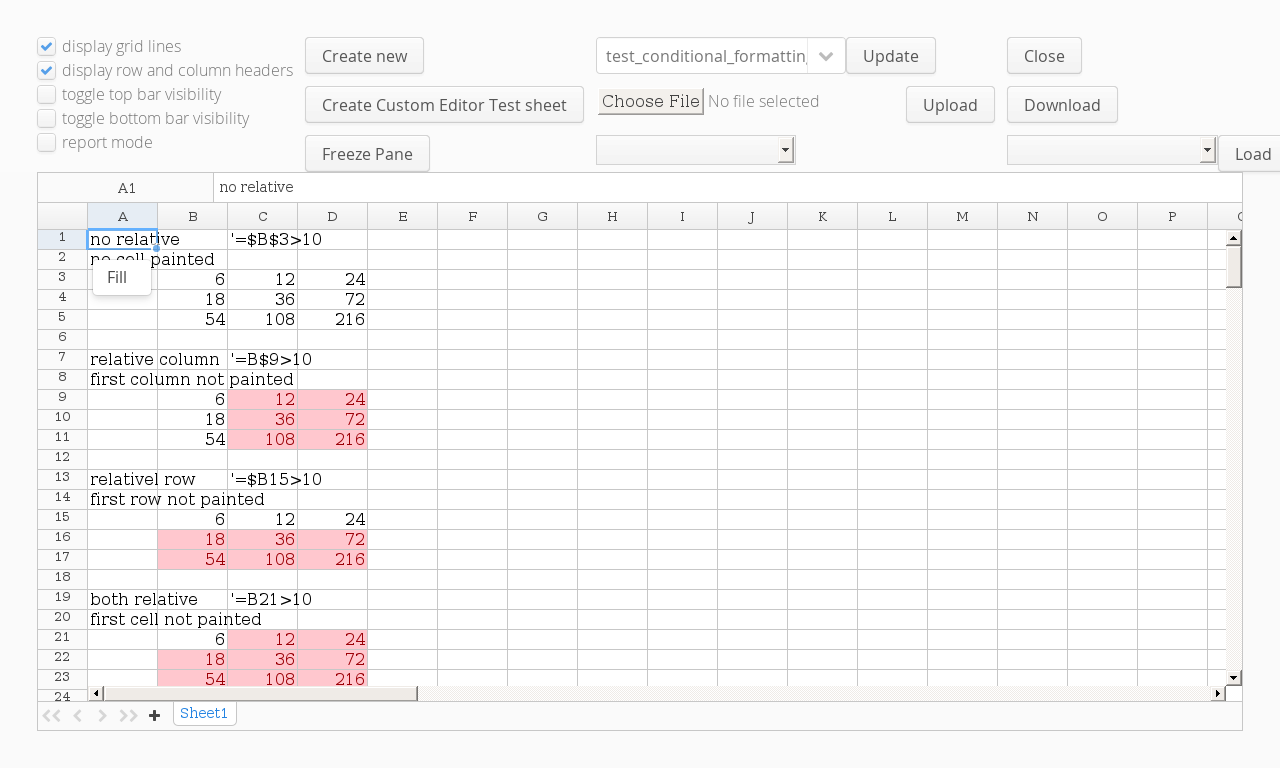 display grid lines
display row and column headers
toggle top bar visibility
toggle bottom bar visibility
report mode
Create new
test_conditional_formatting
Update
Close
Create Custom Editor Test sheet
Choose File No file selected
Upload
Download
Freeze Pane
Load
A1 no relative
A B C D E F G H I J K L M N O P
1 no relative '=$B$3>10
2 no cell painted
Fill
3 6 12 24
4 18 36 72
5 54 108 216
6
7 relative column '=B$9>10
8 first column not painted
9 6 12 24
10 18 36 72
11 54 108 216
12
13 relativel row '=$B15>10
14 first row not painted
15 6 12 24
16 18 36 72
17 54 108 216
18
19 both relative '=B21>10
20 first cell not painted
21 6 12 24
22 18 36 72
23 54 108 216
24
Sheet1